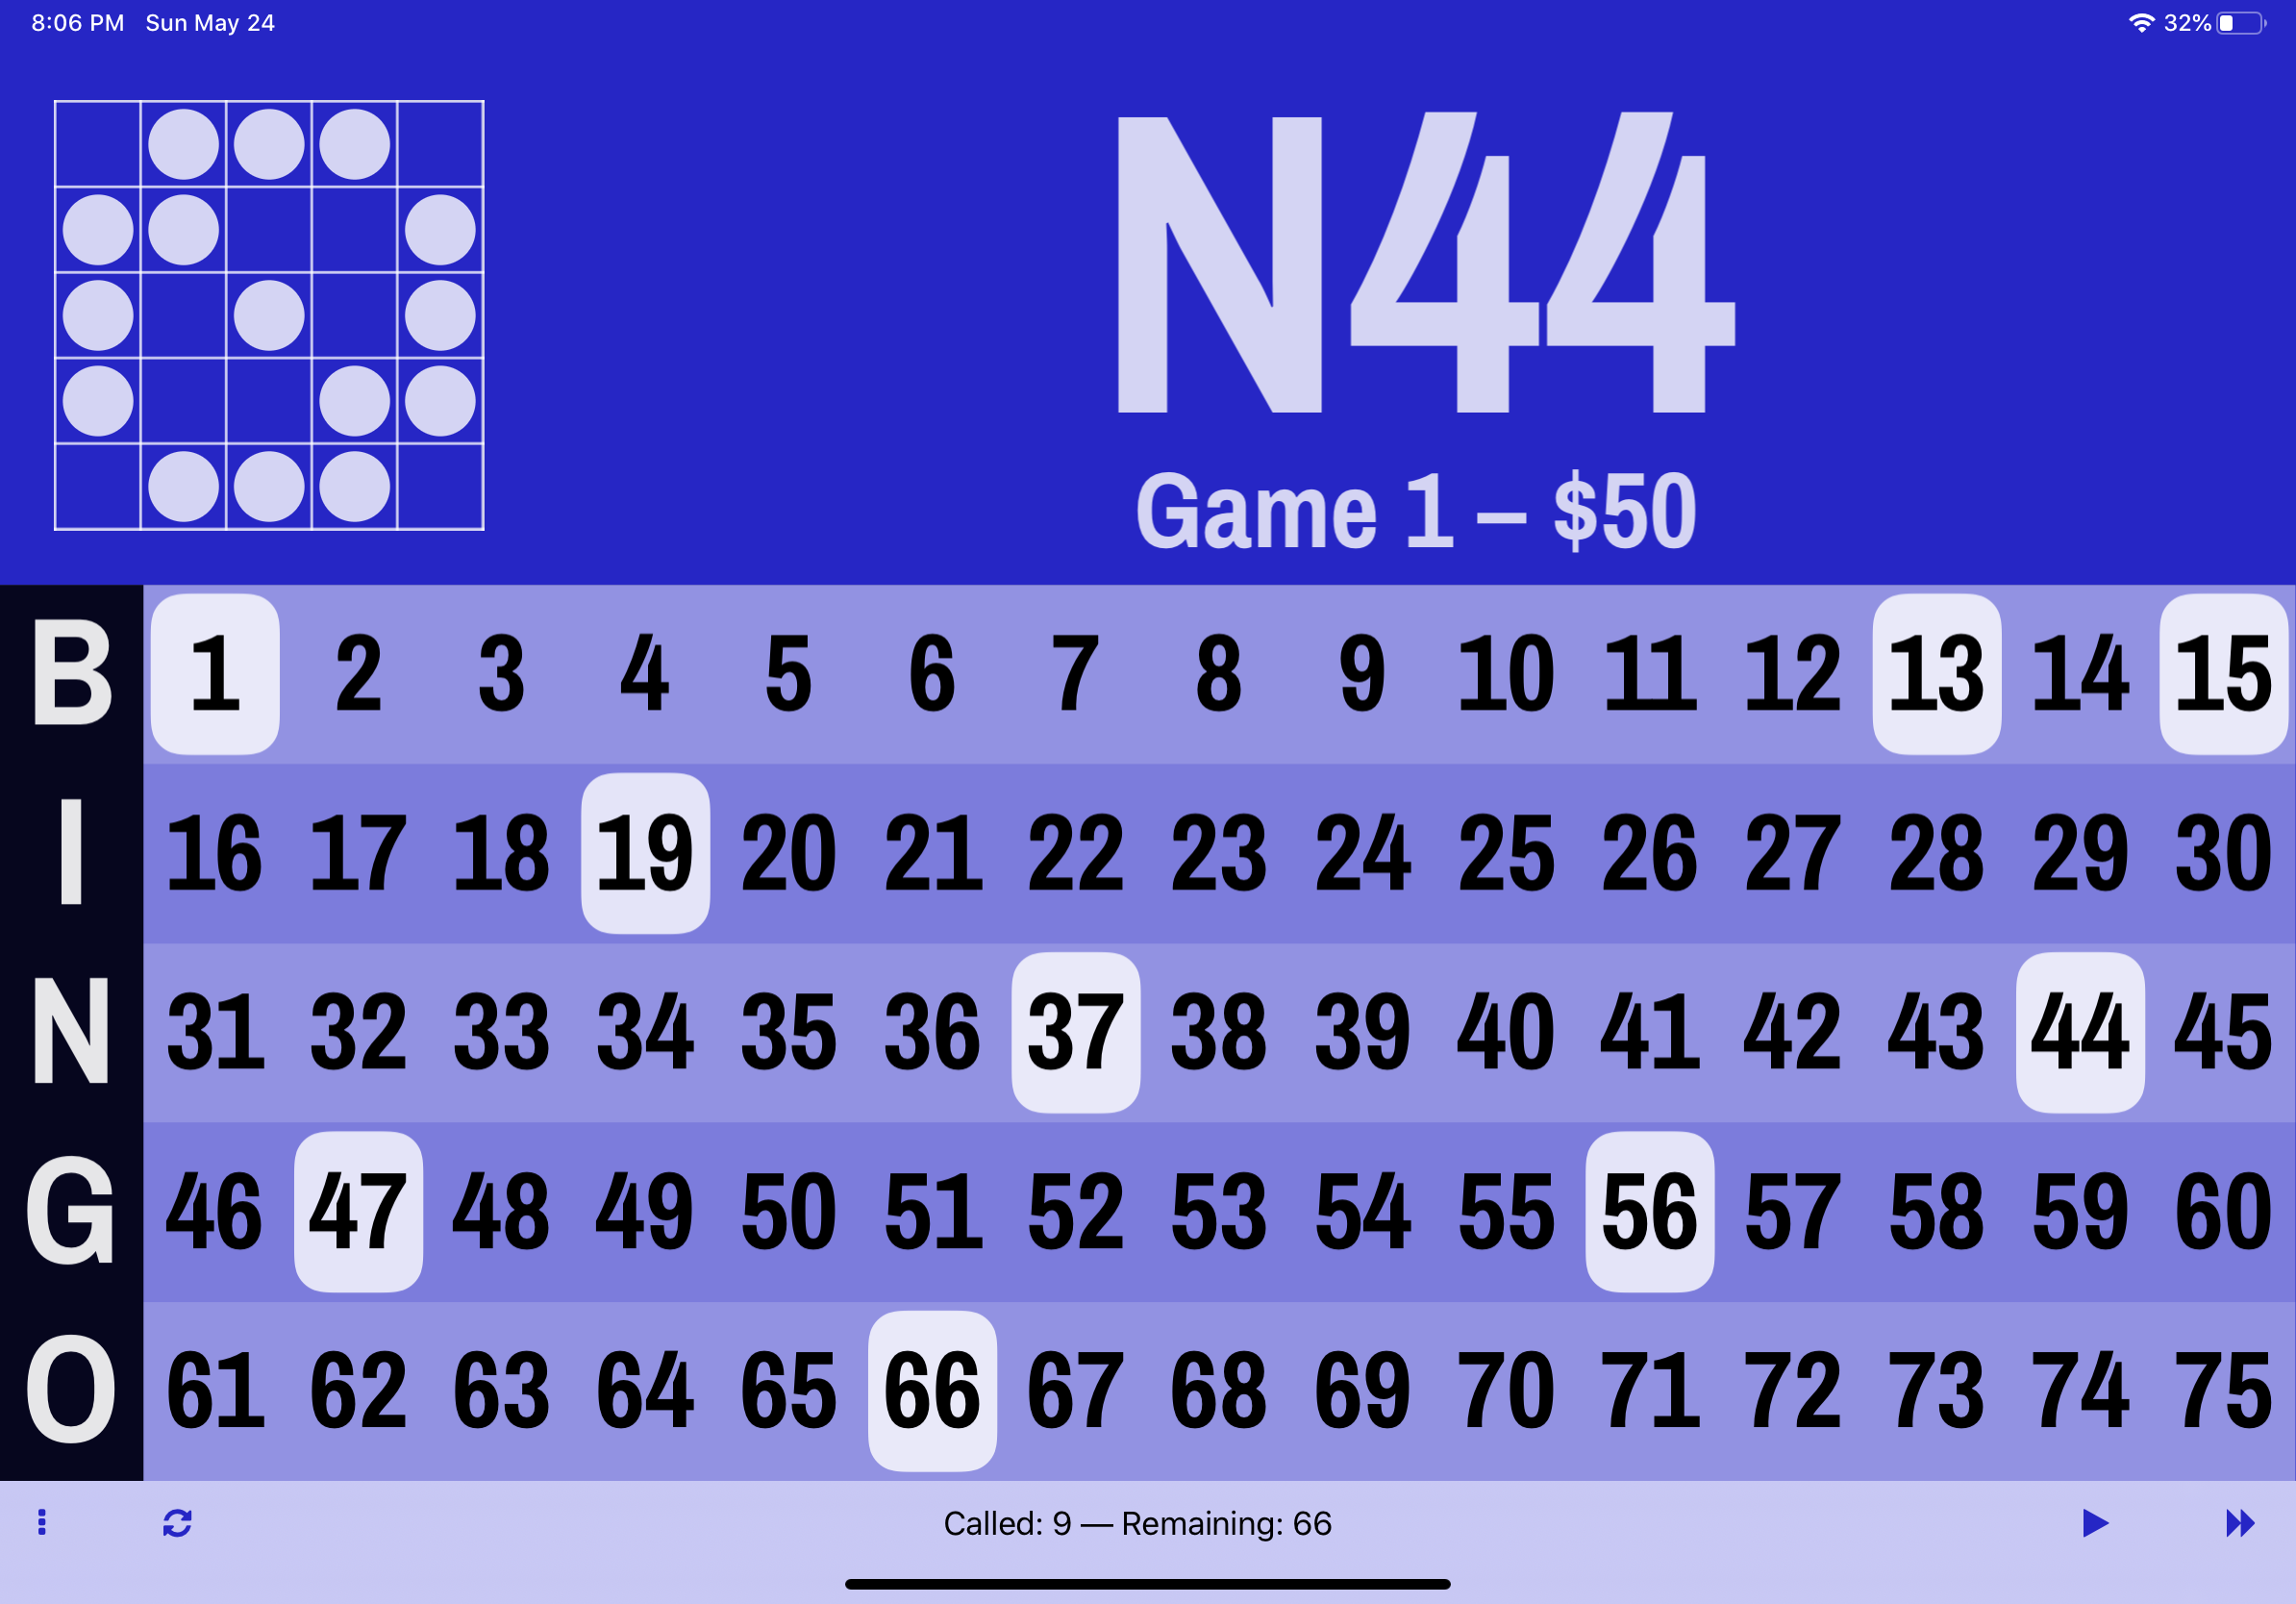 8:06 PM Sun May 24 32%
N44
Game 1 – $50
B 1 2 3 4 5 6 7 8 9 10 11 12 13 14 15
I 16 17 18 19 20 21 22 23 24 25 26 27 28 29 30
N 31 32 33 34 35 36 37 38 39 40 41 42 43 44 45
G 46 47 48 49 50 51 52 53 54 55 56 57 58 59 60
O 61 62 63 64 65 66 67 68 69 70 71 72 73 74 75
Called: 9 — Remaining: 66